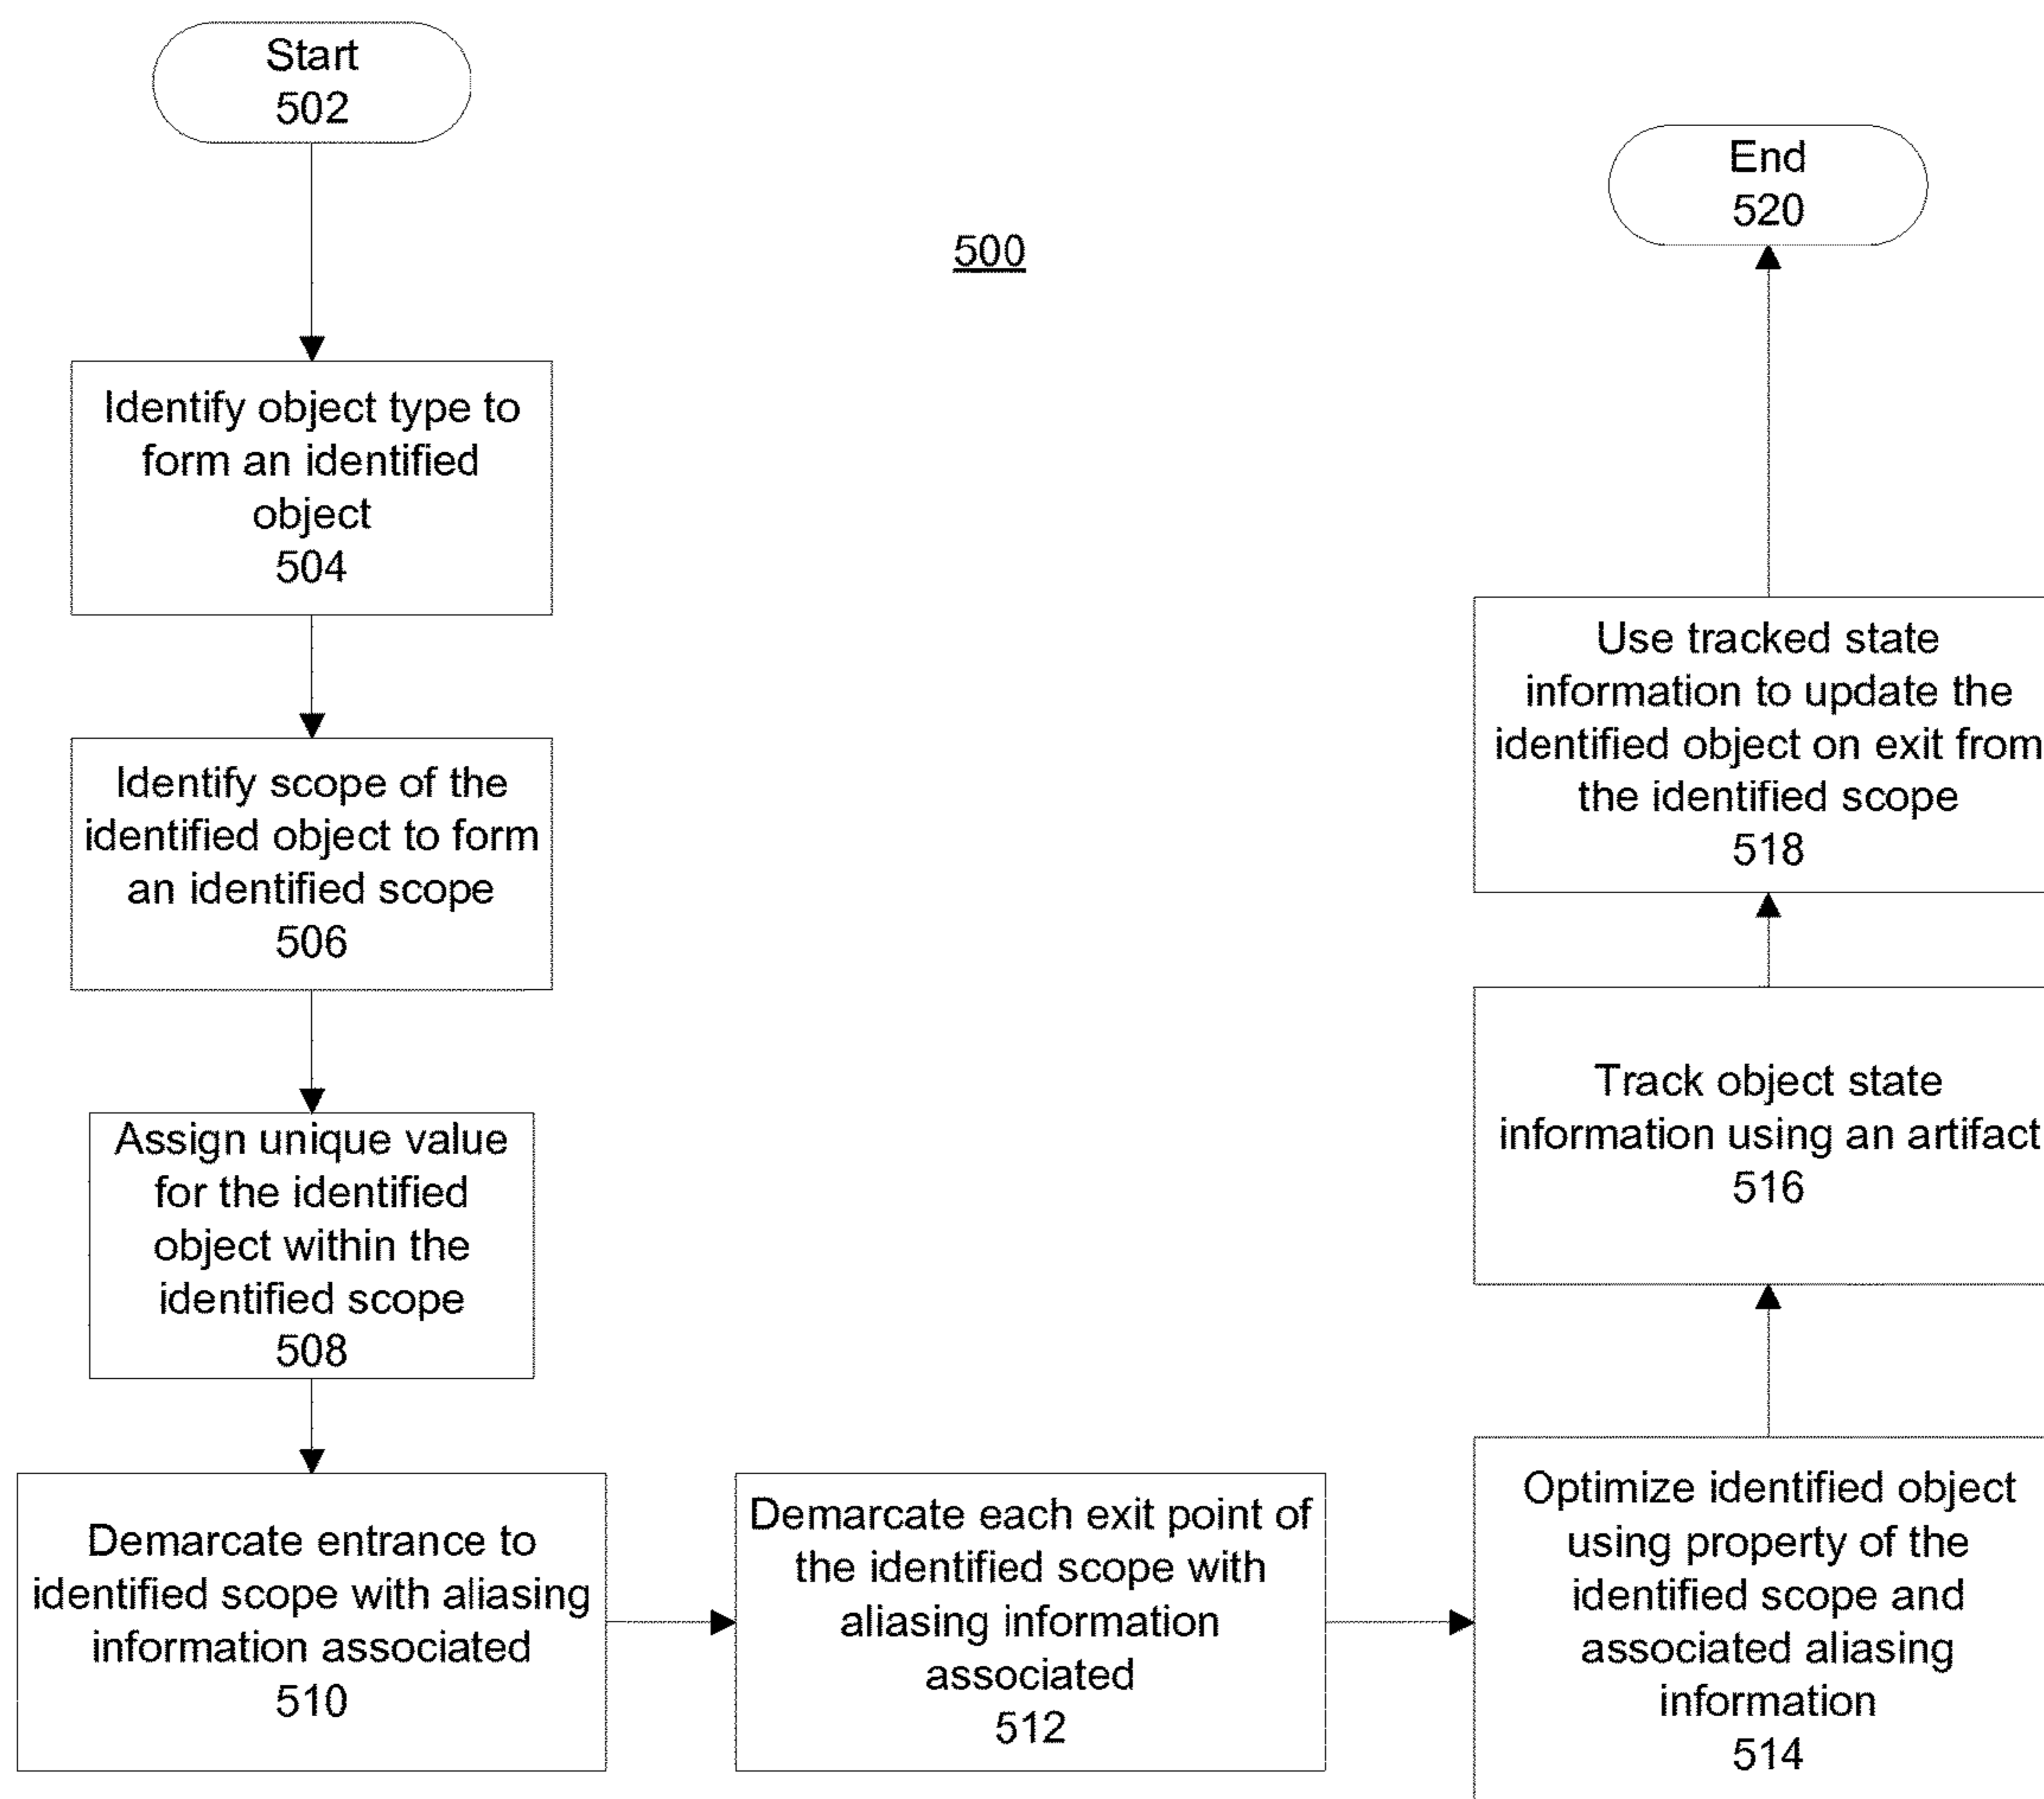 Start
502
500
Identify object type to
form an identified
object
504
Identify scope of the
identified object to form
an identified scope
506
Assign unique value
for the identified
object within the
identified scope
508
Demarcate entrance to
identified scope with aliasing
information associated
510
Demarcate each exit point of
the identified scope with
aliasing information
associated
512
Optimize identified object
using property of the
identified scope and
associated aliasing
information
514
Track object state
information using an artifact
516
Use tracked state
information to update the
identified object on exit from
the identified scope
518
End
520